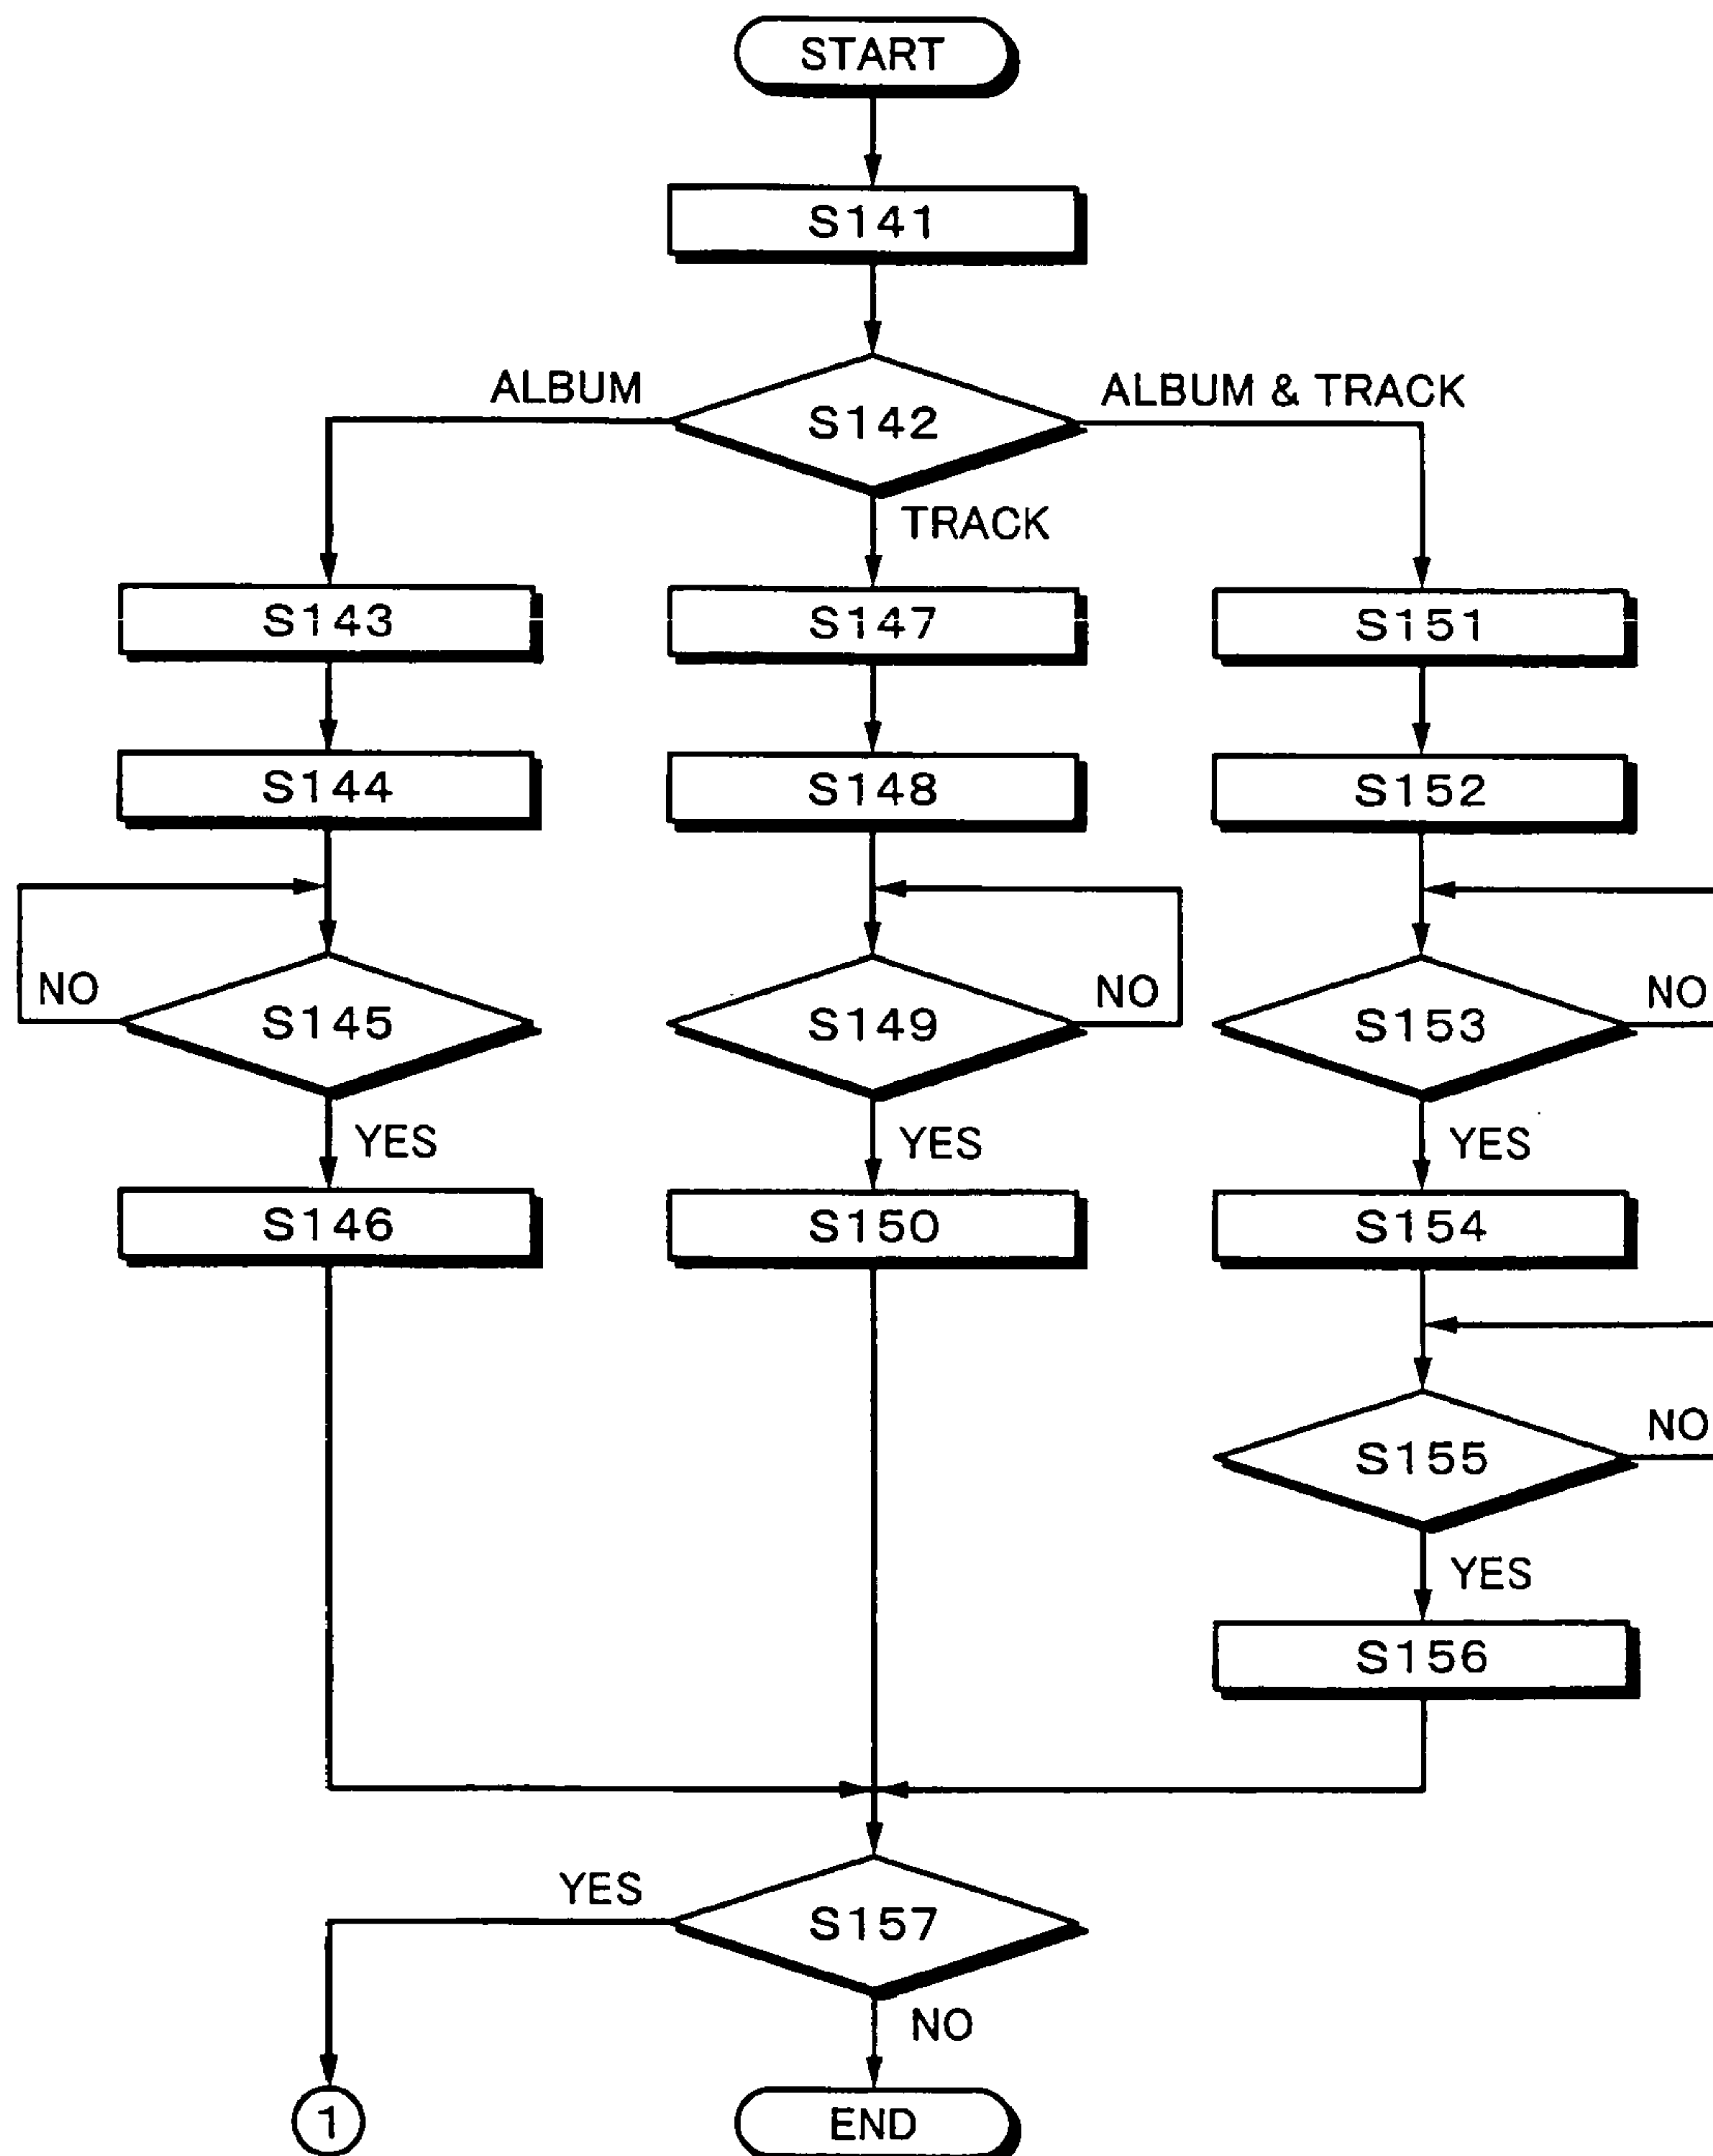 START
S141
S142
ALBUM
ALBUM & TRACK
TRACK
S143
S147
S151
S144
S148
S152
NO
S145
S149
NO
S153
NO
YES
YES
YES
S146
S150
S154
S155
NO
YES
S156
YES
S157
NO
1
END